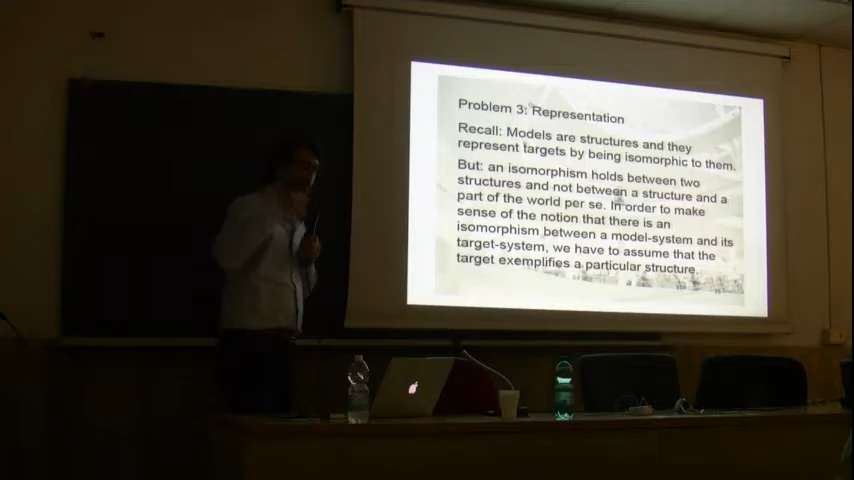 Problem 3: Representation
Recall: Models are structures and they
represent targets by being isomorphic to them.
But: an isomorphism holds between two
structures and not between a structure and a
part of the world per se. In order to make
sense of the notion that there is an
isomorphism between a model-system and its
target-system, we have to assume that the
target exemplifies a particular structure.